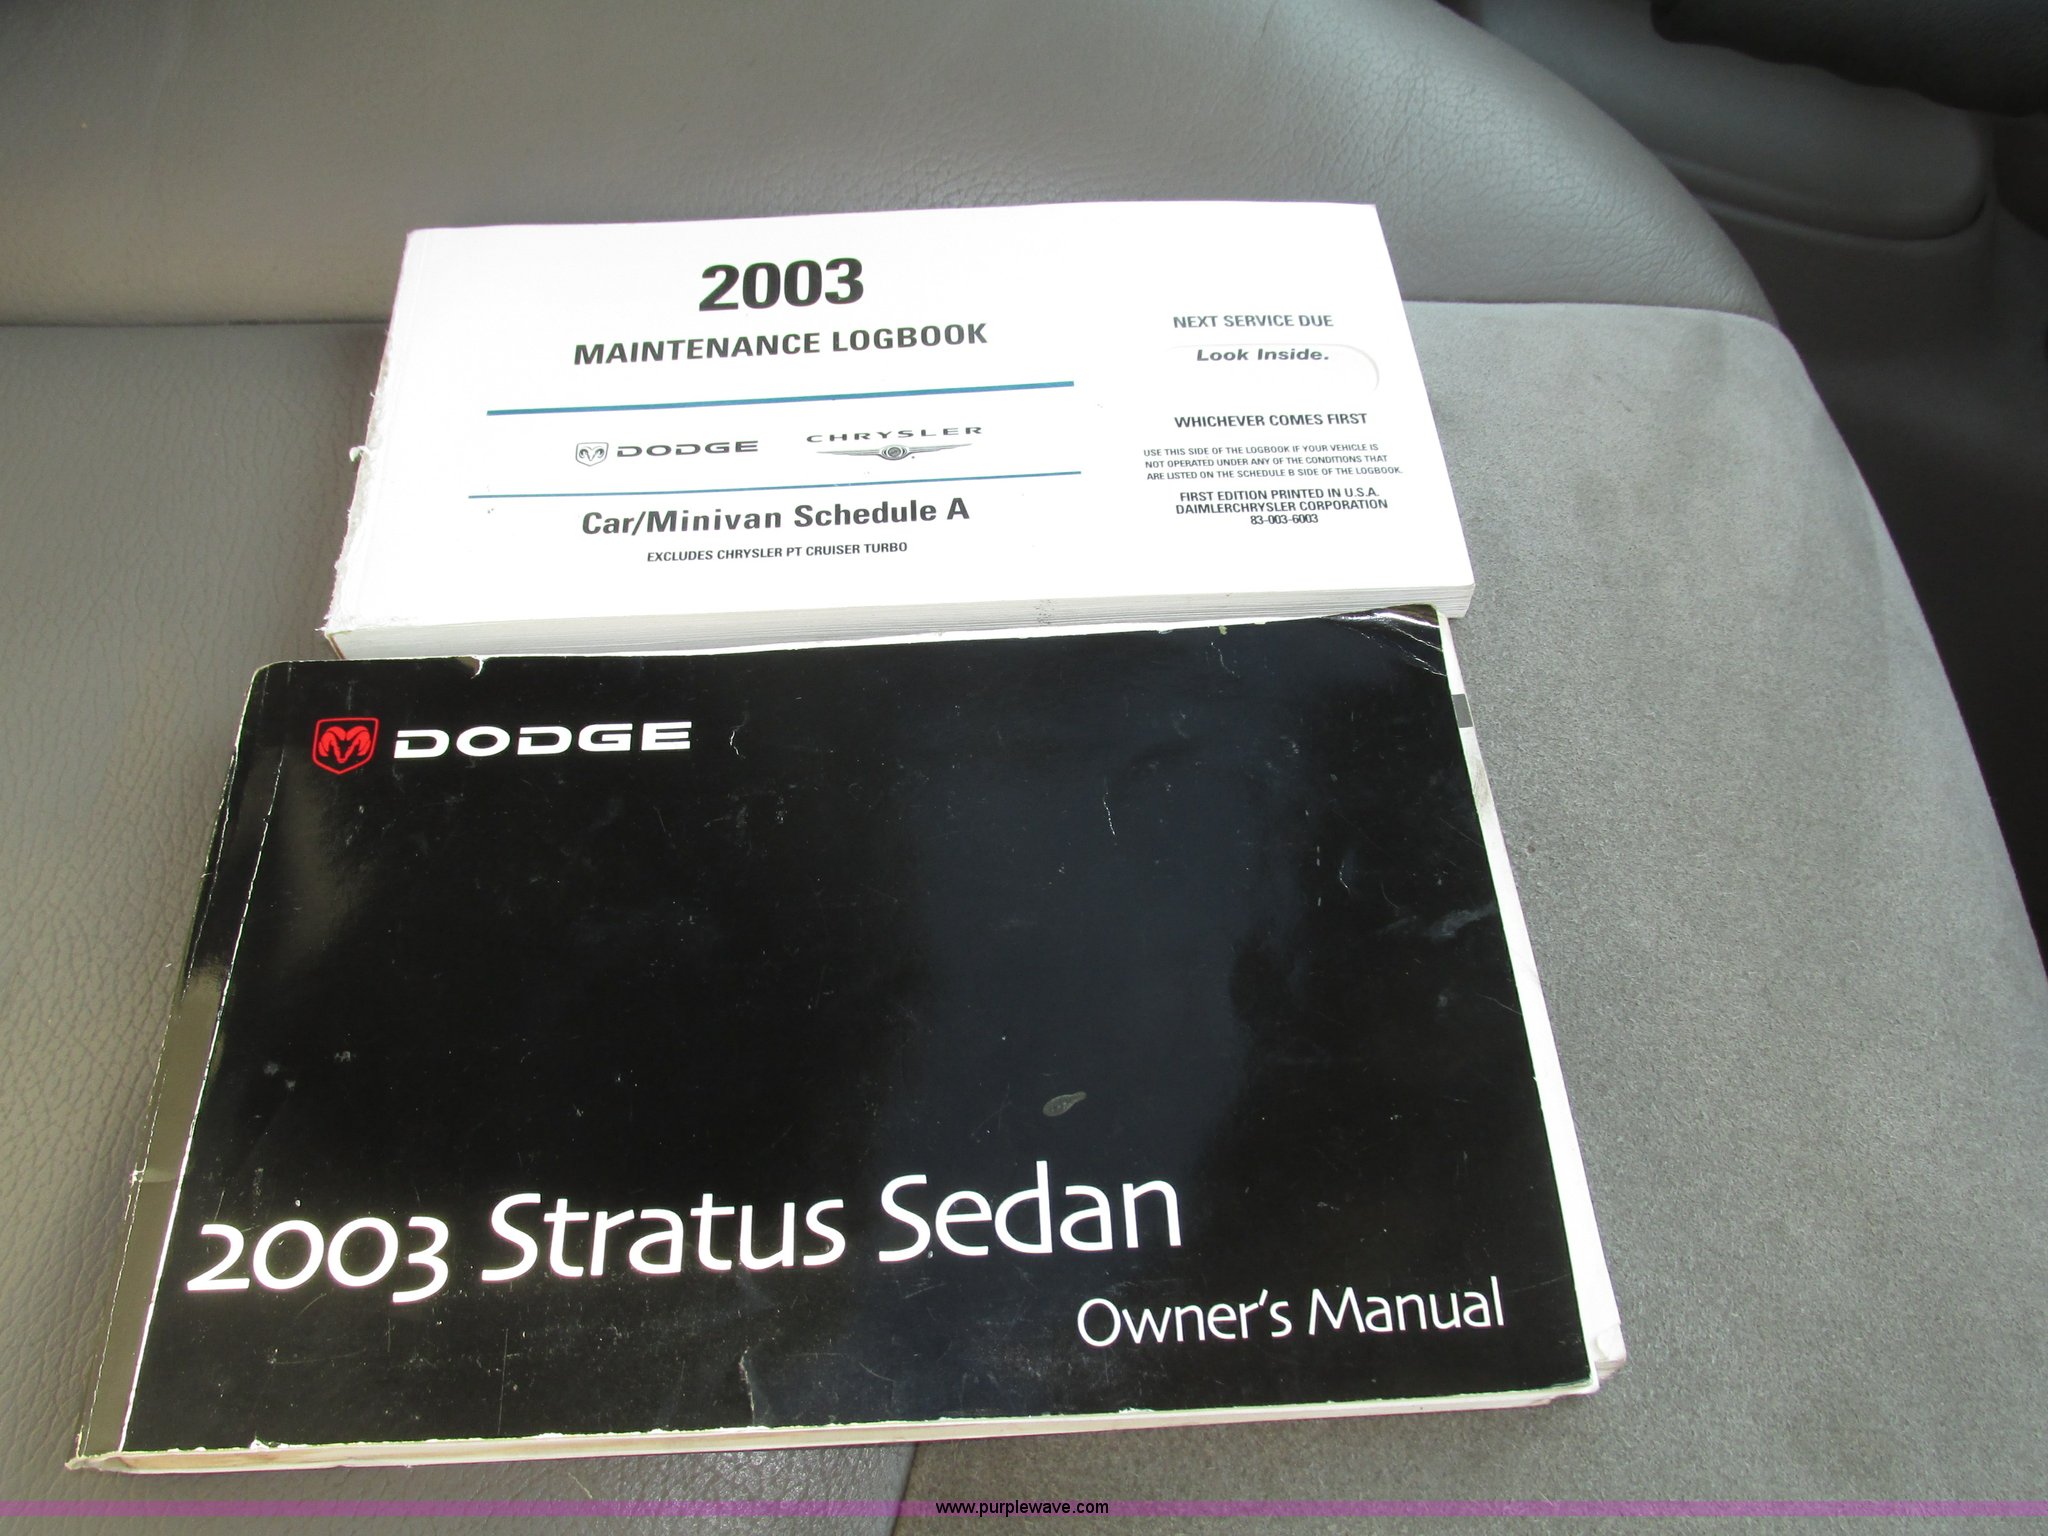 2003
MAINTENANCE LOGBOOK
DODGE
CHRYSLER
Car/Minivan Schedule A
EXCLUDES CHRYSLER PT CRUISER TURBO
NEXT SERVICE DUE
Look Inside.
WHICHEVER COMES FIRST
USE THIS SIDE OF THE LOGBOOK IF YOUR VEHICLE IS
NOT OPERATED UNDER ANY OF THE CONDITIONS THAT
ARE LISTED ON THE SCHEDULE B SIDE OF THE LOGBOOK.
FIRST EDITION PRINTED IN U.S.A.
DAIMLERCHRYSLER CORPORATION
83-003-6003
DODGE
2003 Stratus Sedan
Owner's Manual
www.purplewave.com